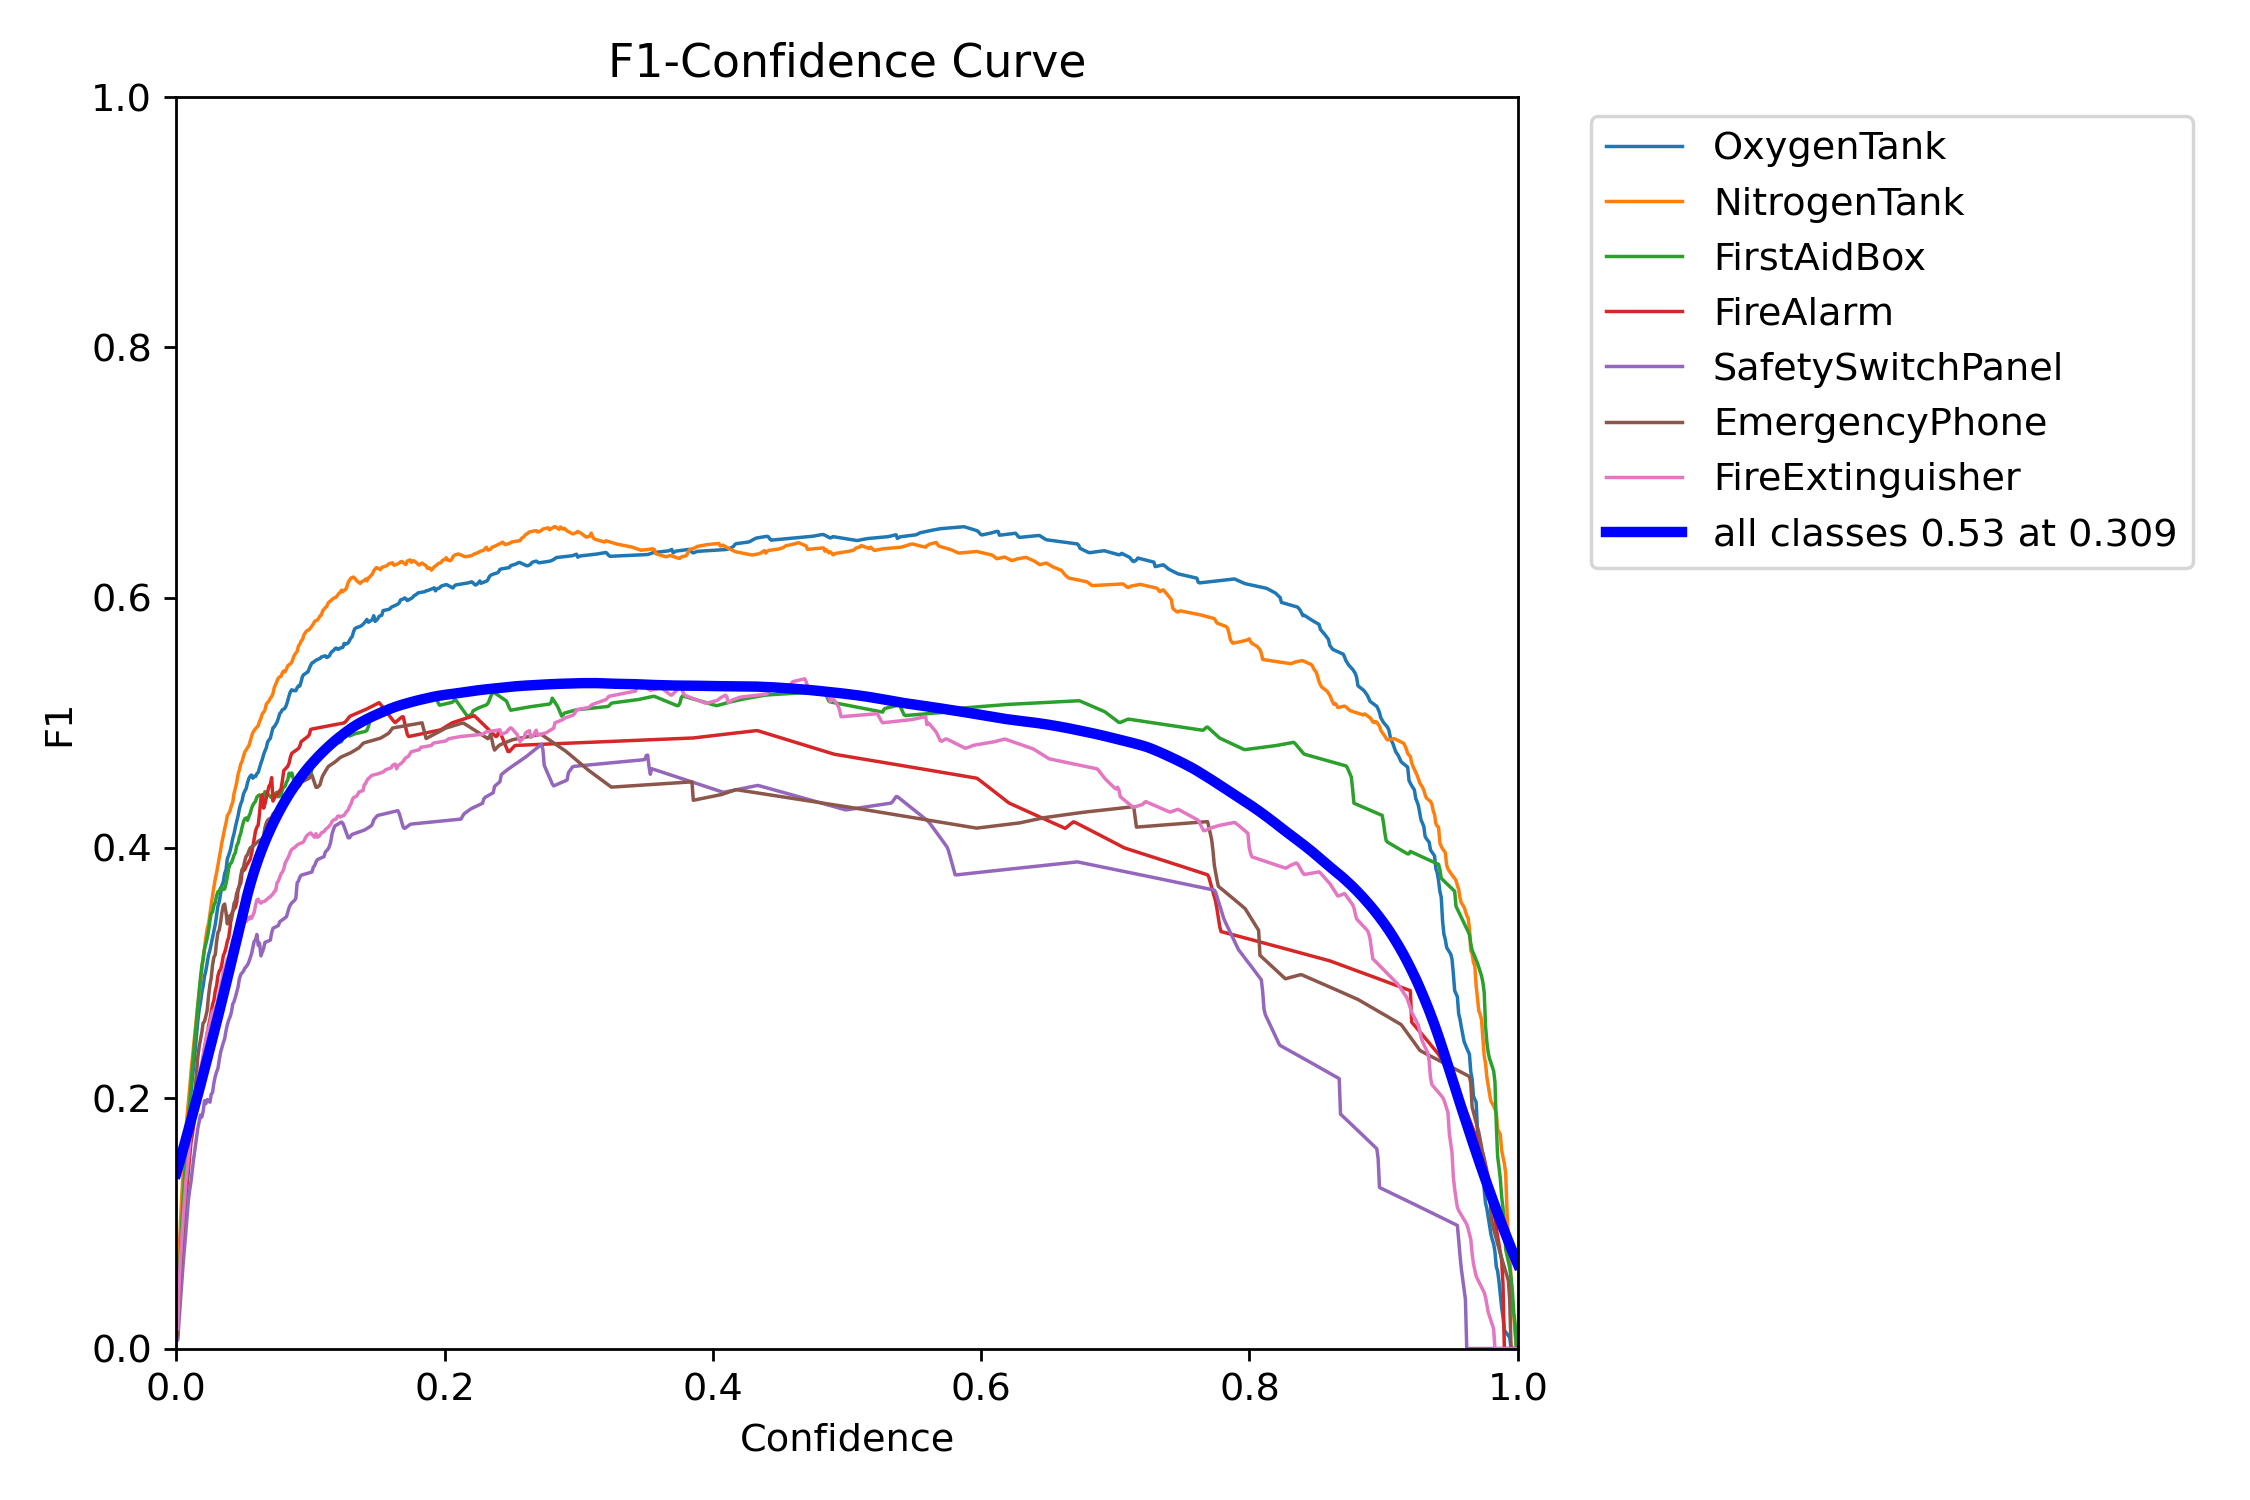 F1-Confidence Curve
1.0
0.8
0.6
0.4
0.2
0.0
F1
0.0 0.2 0.4 0.6 0.8 1.0
Confidence
OxygenTank
NitrogenTank
FirstAidBox
FireAlarm
SafetySwitchPanel
EmergencyPhone
FireExtinguisher
all classes 0.53 at 0.309